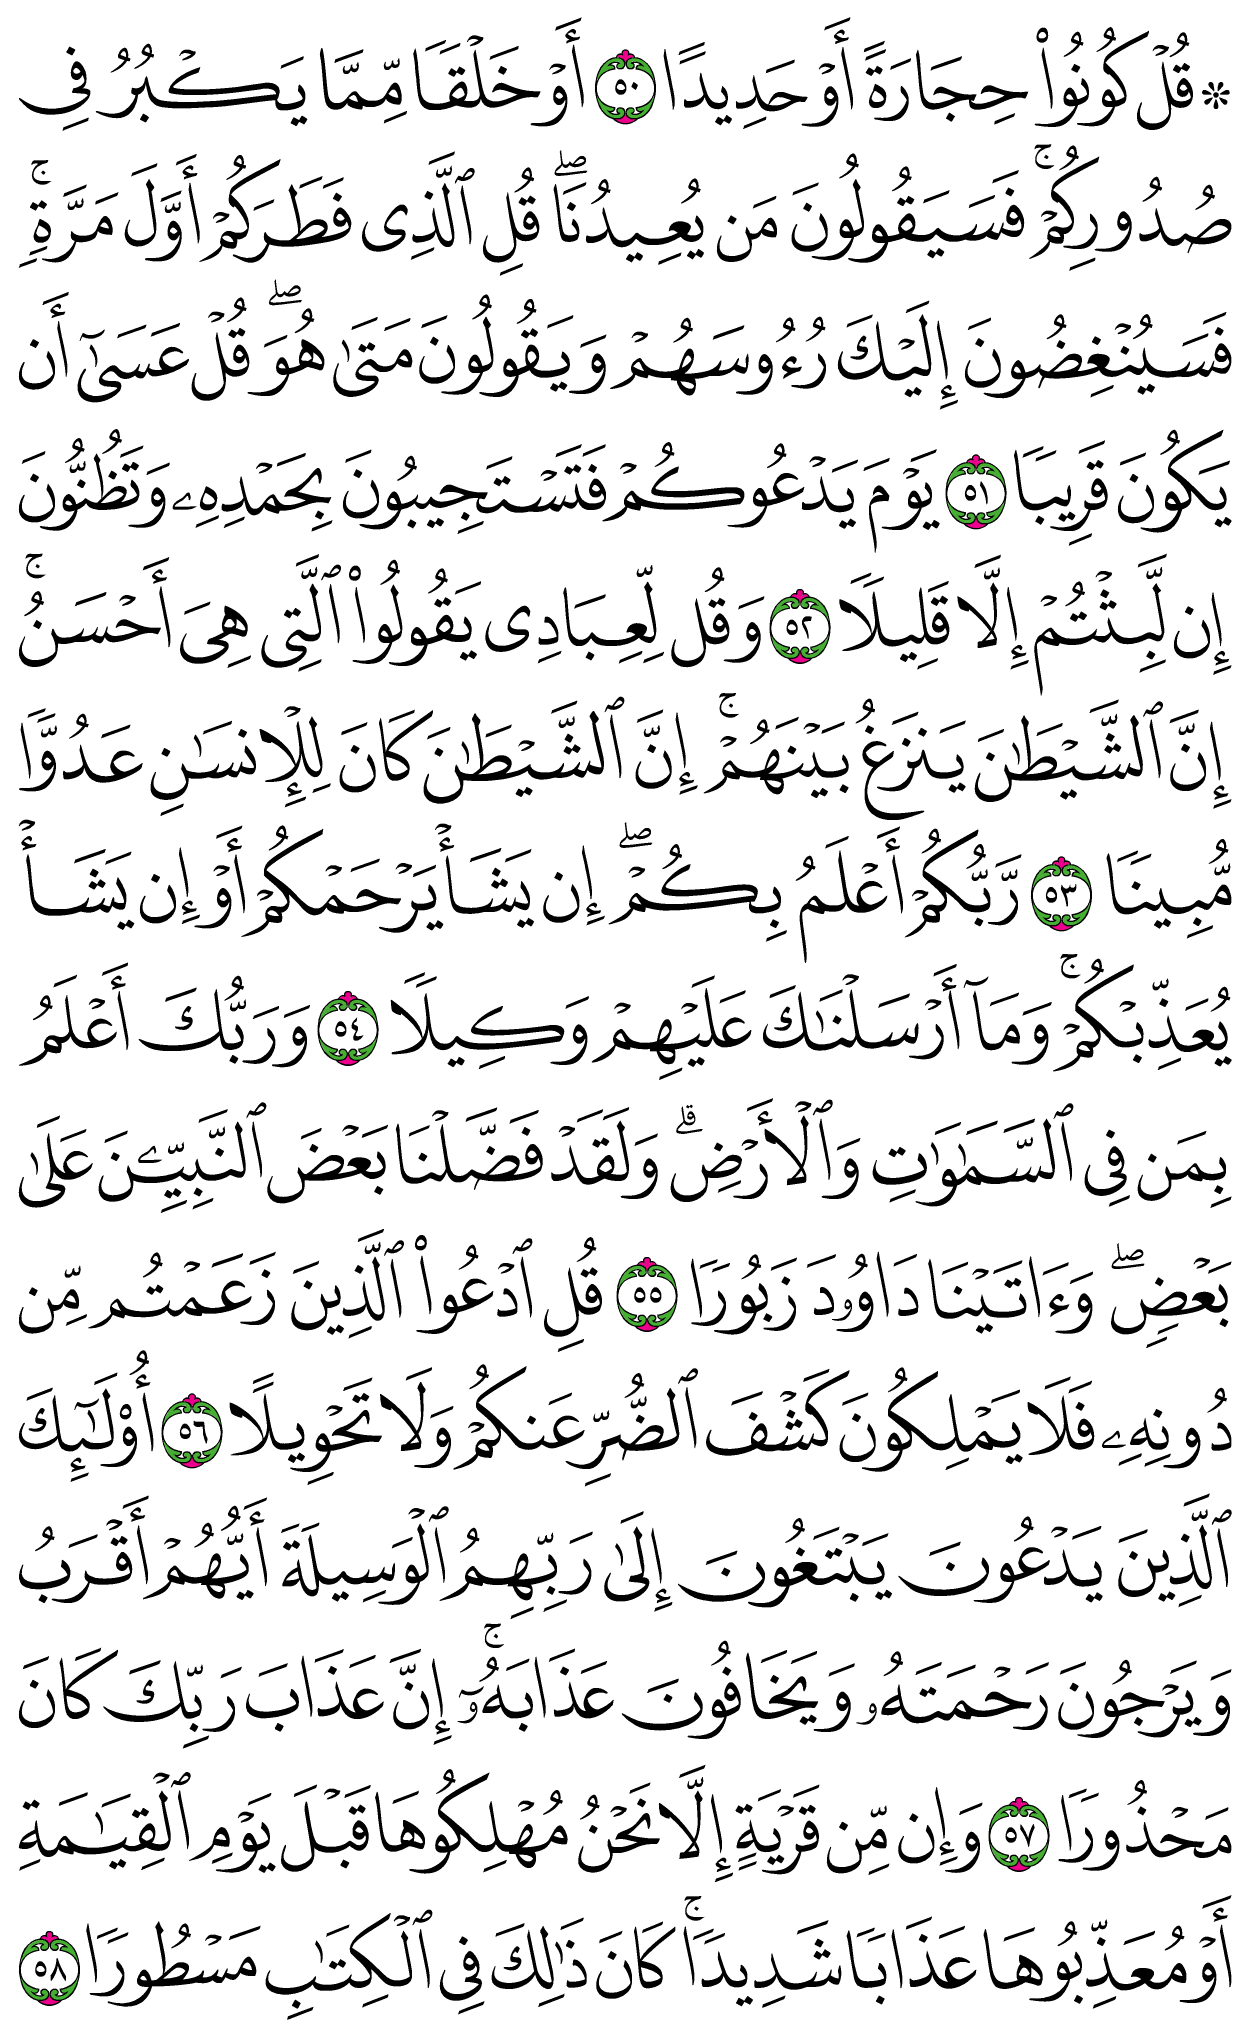 ۞ قُلۡ كُونُواْ حِجَارَةً أَوۡ حَدِيدًا ٥٠ أَوۡ خَلۡقٗا مِّمَّا يَكۡبُرُ فِي
صُدُورِكُمۡۚ فَسَيَقُولُونَ مَن يُعِيدُنَاۖ قُلِ ٱلَّذِي فَطَرَكُمۡ أَوَّلَ مَرَّةٖۚ
فَسَيُنۡغِضُونَ إِلَيۡكَ رُءُوسَهُمۡ وَيَقُولُونَ مَتَىٰ هُوَۖ قُلۡ عَسَىٰٓ أَن
يَكُونَ قَرِيبٗا ٥١ يَوۡمَ يَدۡعُوكُمۡ فَتَسۡتَجِيبُونَ بِحَمۡدِهِۦ وَتَظُنُّونَ
إِن لَّبِثۡتُمۡ إِلَّا قَلِيلٗا ٥٢ وَقُل لِّعِبَادِي يَقُولُواْ ٱلَّتِي هِيَ أَحۡسَنُۚ
إِنَّ ٱلشَّيۡطَٰنَ يَنزَغُ بَيۡنَهُمۡۚ إِنَّ ٱلشَّيۡطَٰنَ كَانَ لِلۡإِنسَٰنِ عَدُوّٗا
مُّبِينٗا ٥٣ رَّبُّكُمۡ أَعۡلَمُ بِكُمۡۖ إِن يَشَأۡ يَرۡحَمۡكُمۡ أَوۡ إِن يَشَأۡ
يُعَذِّبۡكُمۡۚ وَمَآ أَرۡسَلۡنَٰكَ عَلَيۡهِمۡ وَكِيلٗا ٥٤ وَرَبُّكَ أَعۡلَمُ
بِمَن فِي ٱلسَّمَٰوَٰتِ وَٱلۡأَرۡضِۗ وَلَقَدۡ فَضَّلۡنَا بَعۡضَ ٱلنَّبِيِّـۧنَ عَلَىٰ
بَعۡضٖۖ وَءَاتَيۡنَا دَاوُۥدَ زَبُورٗا ٥٥ قُلِ ٱدۡعُواْ ٱلَّذِينَ زَعَمۡتُم مِّن
دُونِهِۦ فَلَا يَمۡلِكُونَ كَشۡفَ ٱلضُّرِّ عَنكُمۡ وَلَا تَحۡوِيلًا ٥٦ أُوْلَٰٓئِكَ
ٱلَّذِينَ يَدۡعُونَ يَبۡتَغُونَ إِلَىٰ رَبِّهِمُ ٱلۡوَسِيلَةَ أَيُّهُمۡ أَقۡرَبُ
وَيَرۡجُونَ رَحۡمَتَهُۥ وَيَخَافُونَ عَذَابَهُۥٓۚ إِنَّ عَذَابَ رَبِّكَ كَانَ
مَحۡذُورٗا ٥٧ وَإِن مِّن قَرۡيَةٍ إِلَّا نَحۡنُ مُهۡلِكُوهَا قَبۡلَ يَوۡمِ ٱلۡقِيَٰمَةِ
أَوۡ مُعَذِّبُوهَا عَذَابٗا شَدِيدٗاۚ كَانَ ذَٰلِكَ فِي ٱلۡكِتَٰبِ مَسۡطُورٗا ٥٨